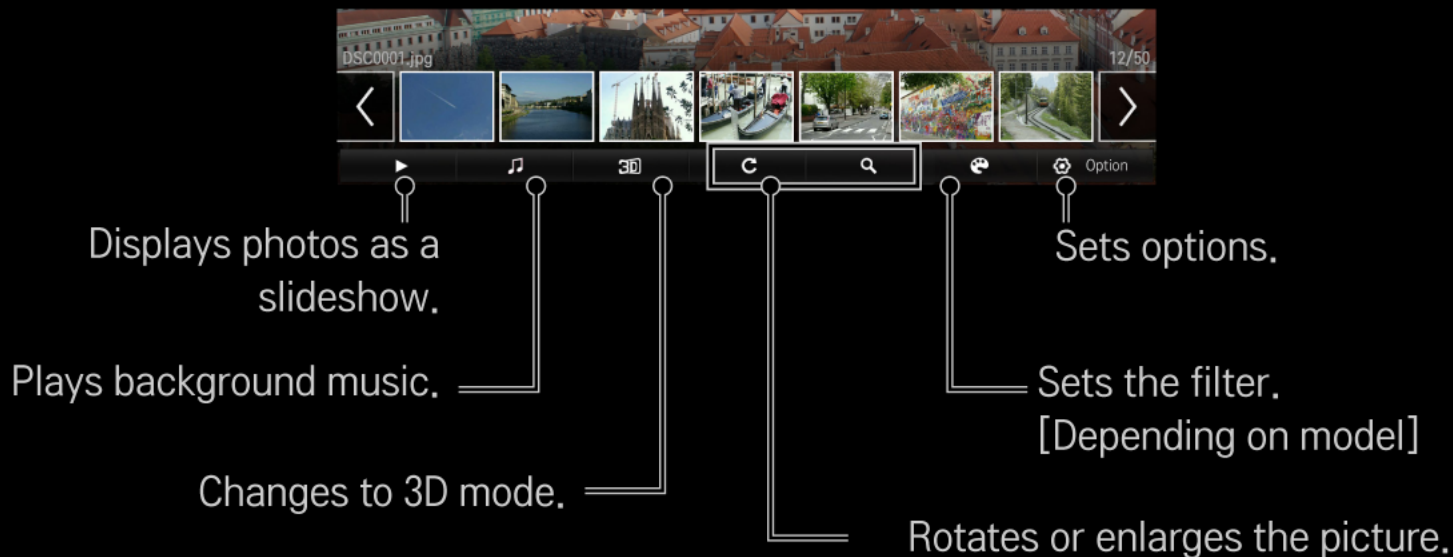 DSC0001.jpg
12/50
3D
Option
Displays photos as a
slideshow.
Sets options.
Plays background music.
Sets the filter.
[Depending on model]
Changes to 3D mode.
Rotates or enlarges the picture.